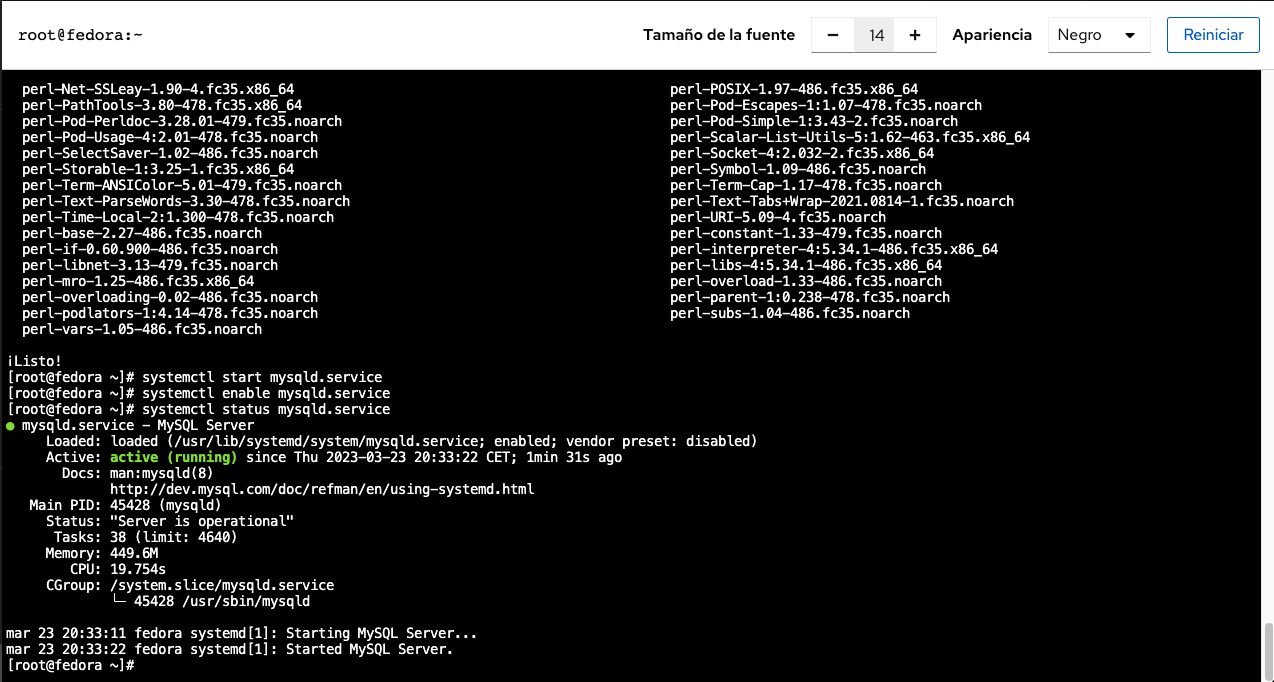 root@fedora:~ Tamaño de la fuente − 14 + Apariencia Negro Reiniciar
perl-Net-SSLeay-1.90-4.fc35.x86_64 perl-POSIX-1.97-486.fc35.x86_64
perl-PathTools-3.80-478.fc35.x86_64 perl-Pod-Escapes-1:1.07-478.fc35.noarch
perl-Pod-Perldoc-3.28.01-479.fc35.noarch perl-Pod-Simple-1:3.43-2.fc35.noarch
perl-Pod-Usage-4:2.01-478.fc35.noarch perl-Scalar-List-Utils-5:1.62-463.fc35.x86_64
perl-SelectSaver-1.02-486.fc35.noarch perl-Socket-4:2.032-2.fc35.x86_64
perl-Storable-1:3.25-1.fc35.x86_64 perl-Symbol-1.09-486.fc35.noarch
perl-Term-ANSIColor-5.01-479.fc35.noarch perl-Term-Cap-1.17-478.fc35.noarch
perl-Text-ParseWords-3.30-478.fc35.noarch perl-Text-Tabs+Wrap-2021.0814-1.fc35.noarch
perl-Time-Local-2:1.300-478.fc35.noarch perl-URI-5.09-4.fc35.noarch
perl-base-2.27-486.fc35.noarch perl-constant-1.33-479.fc35.noarch
perl-if-0.60.900-486.fc35.noarch perl-interpreter-4:5.34.1-486.fc35.x86_64
perl-libnet-3.13-479.fc35.noarch perl-libs-4:5.34.1-486.fc35.x86_64
perl-mro-1.25-486.fc35.x86_64 perl-overload-1.33-486.fc35.noarch
perl-overloading-0.02-486.fc35.noarch perl-parent-1:0.238-478.fc35.noarch
perl-podlators-1:4.14-478.fc35.noarch perl-subs-1.04-486.fc35.noarch
perl-vars-1.05-486.fc35.noarch
¡Listo!
[root@fedora ~]# systemctl start mysqld.service
[root@fedora ~]# systemctl enable mysqld.service
[root@fedora ~]# systemctl status mysqld.service
● mysqld.service - MySQL Server
Loaded: loaded (/usr/lib/systemd/system/mysqld.service; enabled; vendor preset: disabled)
Active: active (running) since Thu 2023-03-23 20:33:22 CET; 1min 31s ago
Docs: man:mysqld(8)
http://dev.mysql.com/doc/refman/en/using-systemd.html
Main PID: 45428 (mysqld)
Status: "Server is operational"
Tasks: 38 (limit: 4640)
Memory: 449.6M
CPU: 19.754s
CGroup: /system.slice/mysqld.service
└─ 45428 /usr/sbin/mysqld
mar 23 20:33:11 fedora systemd[1]: Starting MySQL Server...
mar 23 20:33:22 fedora systemd[1]: Started MySQL Server.
[root@fedora ~]#